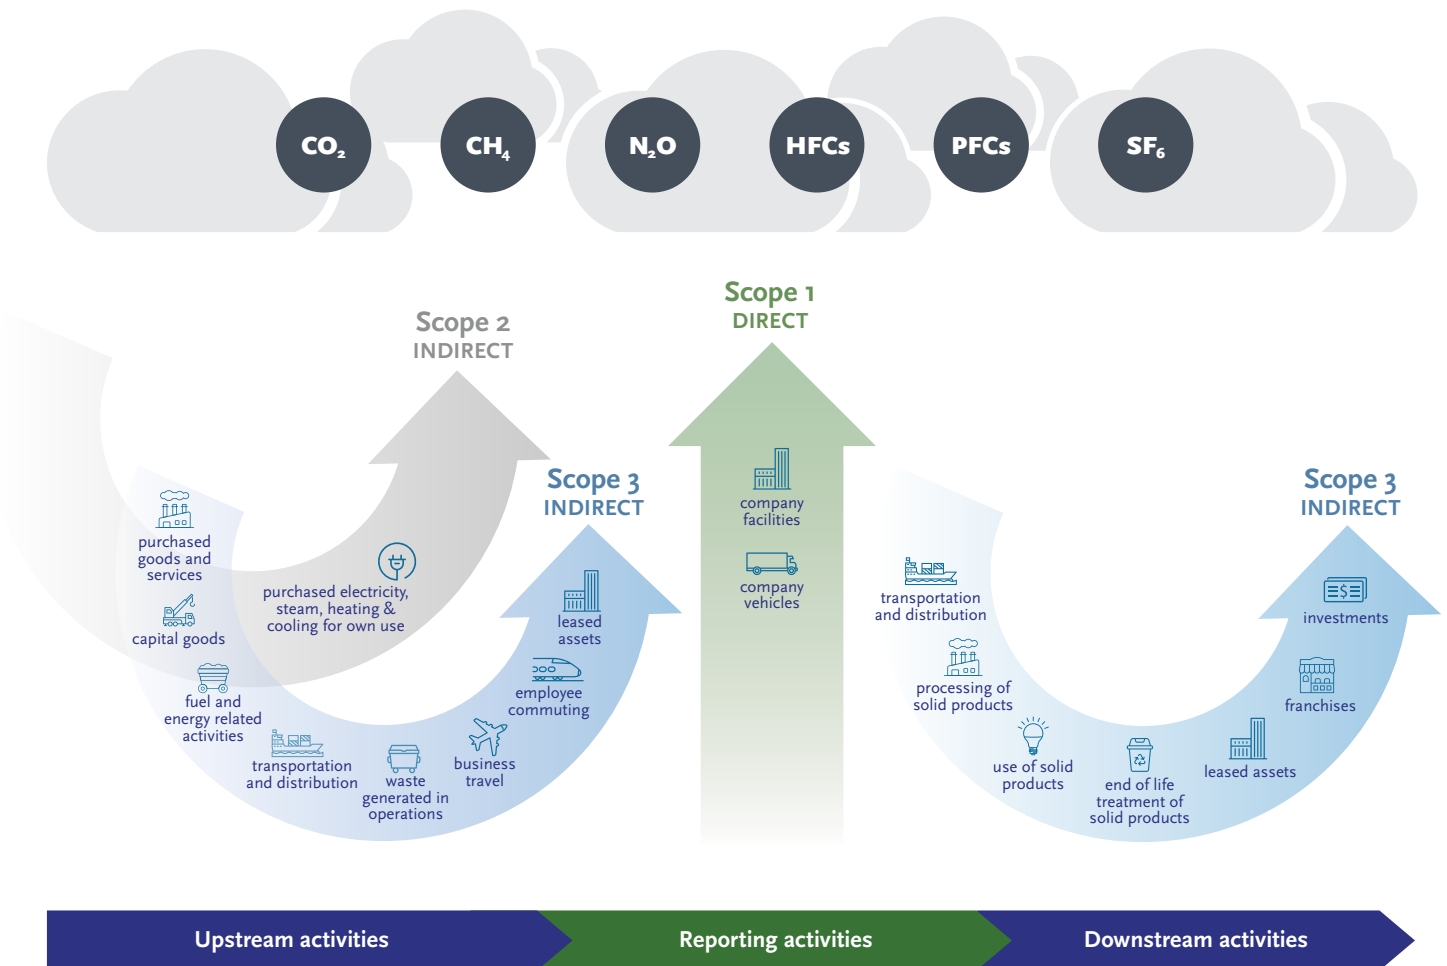 CO₂
CH₄
N₂O
HFCs
PFCs
SF₆
Scope 2
INDIRECT
purchased electricity,
steam, heating &
cooling for own use
Scope 3
INDIRECT
purchased
goods and
services
capital goods
fuel and
energy related
activities
transportation
and distribution
waste
generated in
operations
business
travel
employee
commuting
leased
assets
Scope 1
DIRECT
company
facilities
company
vehicles
Scope 3
INDIRECT
transportation
and distribution
processing of
solid products
use of solid
products
end of life
treatment of
solid products
leased assets
franchises
investments
Upstream activities
Reporting activities
Downstream activities